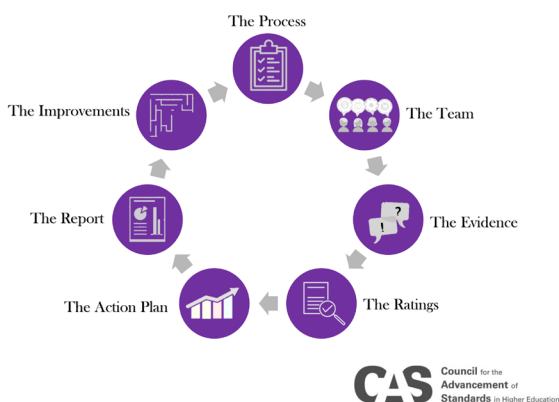 The Process
The Team
The Evidence
The Ratings
The Action Plan
The Report
The Improvements
?
!
CAS
Council for the
Advancement of
Standards in Higher Education